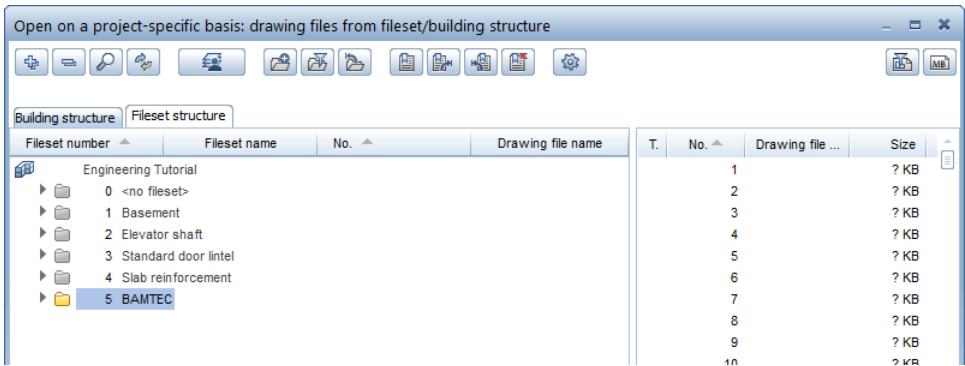 Open on a project-specific basis: drawing files from fileset/building structure
MB
Building structure Fileset structure
Fileset number Fileset name No. Drawing file name T. No. Drawing file ... Size
Engineering Tutorial 1 ? KB
0 <no fileset> 2 ? KB
1 Basement 3 ? KB
2 Elevator shaft 4 ? KB
3 Standard door lintel 5 ? KB
4 Slab reinforcement 6 ? KB
5 BAMTEC 7 ? KB
8 ? KB
9 ? KB
10 ? KB